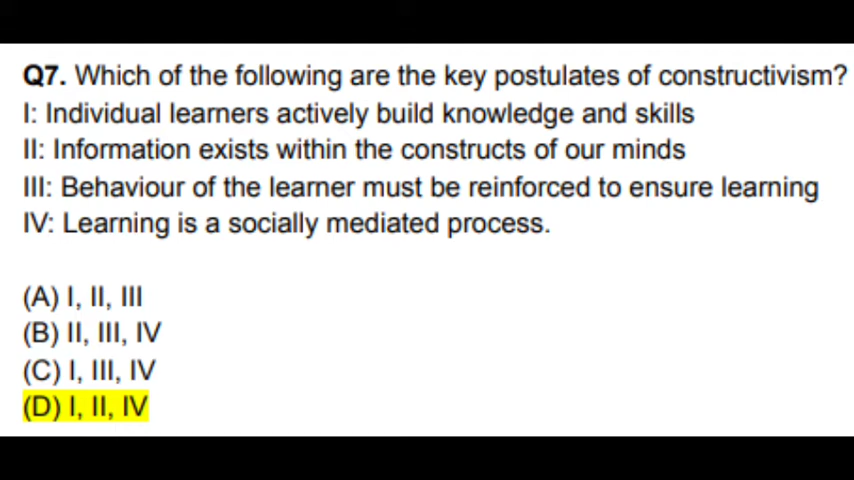 Q7. Which of the following are the key postulates of constructivism?
I: Individual learners actively build knowledge and skills
II: Information exists within the constructs of our minds
III: Behaviour of the learner must be reinforced to ensure learning
IV: Learning is a socially mediated process.
(A) I, II, III
(B) II, III, IV
(C) I, III, IV
(D) I, II, IV